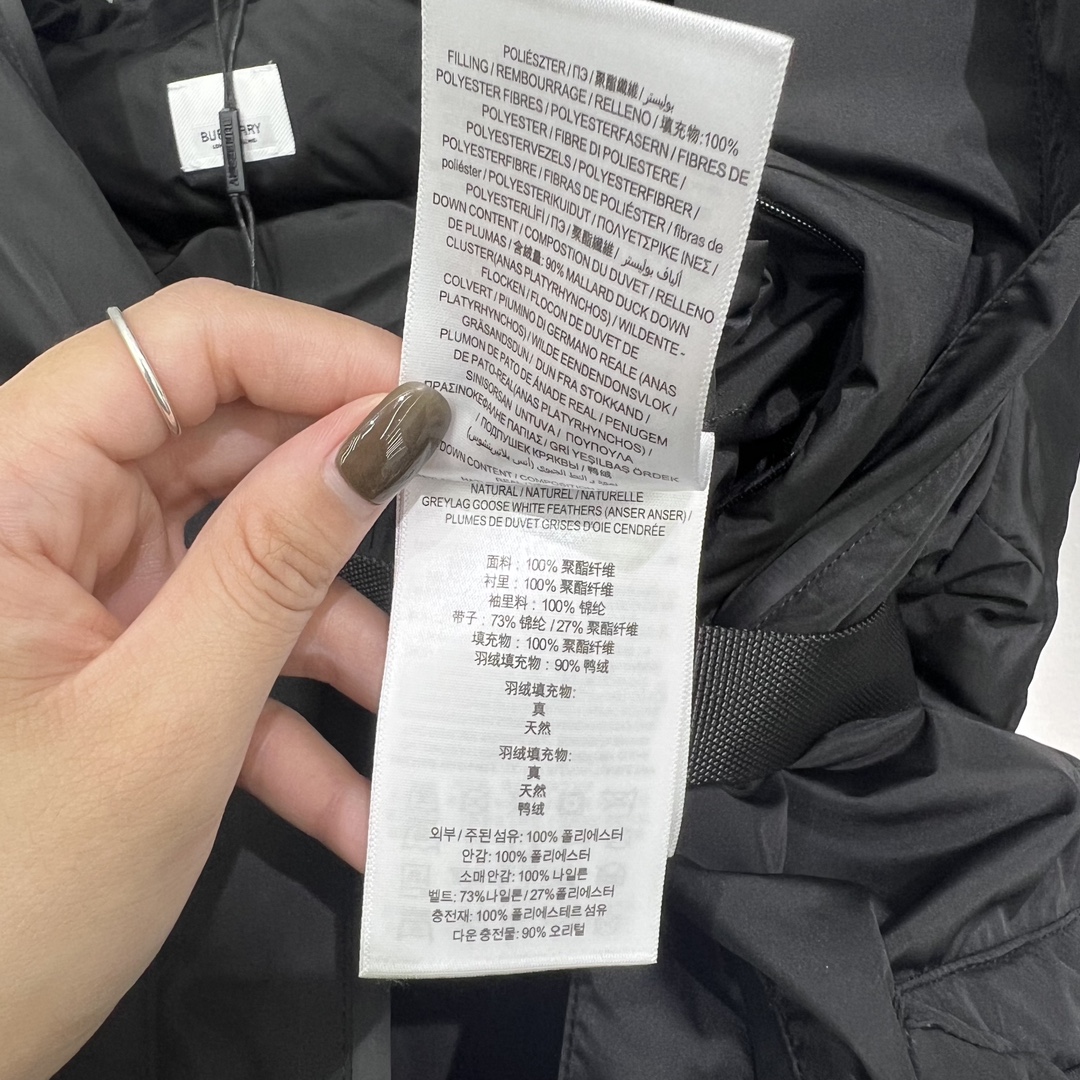 POLIÉSZTER / ПЭ / 聚酯纖維 / بوليستر
FILLING / REMBOURRAGE / RELLENO / 填充物:100%
POLYESTER FIBRES / POLYESTERFASERN / FIBRES DE
POLYESTER / FIBRE DI POLIESTERE /
POLYESTERVEZELS / POLYESTERFIBRER /
POLYESTERFIBRE / FIBRAS DE POLIÉSTER / fibras de
poliéster / POLYESTERIKUIDUT / ΠΟΛΥΕΤΣΡΙΚΕ ΙΝΕΣ /
POLYESTERLİFİ / ПЭ / 聚酯纖維 / ألياف بوليستر
DOWN CONTENT / COMPOSTION DU DUVET / RELLENO
DE PLUMAS / 含絨量: 90% MALLARD DUCK DOWN
CLUSTER(ANAS PLATYRHYNCHOS) / WILDENTE -
FLOCKEN / FLOCON DE DUVET DE
COLVERT / PIUMINO DI GERMANO REALE (ANAS
PLATYRHYNCHOS) / WILDE EENDENDONSVLOK /
GRÄSANDSDUN / DUN FRA STOKKAND /
PLUMON DE PATO DE ÁNADE REAL / PENUGEM
DE PATO-REAL(ANAS PLATYRHYNCHOS) /
SINISORSAN UNTUVA / ΠΟΥΠΟΥΛΑ
ΠΡΑΣΙΝΟΚΕΦΑΛΗΣ ΠΑΠΙΑΣ / GRİ YEŞILBAŞ ÖRDEK
/ ПОДПУШЕК КРЯКВЫ / 鸭绒
DOWN CONTENT /
NATURAL / NATUREL / NATURELLE
GREYLAG GOOSE WHITE FEATHERS (ANSER ANSER) /
PLUMES DE DUVET GRISES D'OIE CENDRÉE
面料 : 100% 聚酯纤维
衬里 : 100% 聚酯纤维
袖里料 : 100% 锦纶
带子 : 73% 锦纶 / 27% 聚酯纤维
填充物 : 100% 聚酯纤维
羽绒填充物 : 90% 鸭绒
羽绒填充物:
真
天然
羽绒填充物:
真
天然
鸭绒
외부 / 주된 섬유: 100% 폴리에스터
안감: 100% 폴리에스터
소매 안감: 100% 나일론
벨트: 73%나일론 / 27%폴리에스터
충전재: 100% 폴리에스테르 섬유
다운 충전물: 90% 오리털